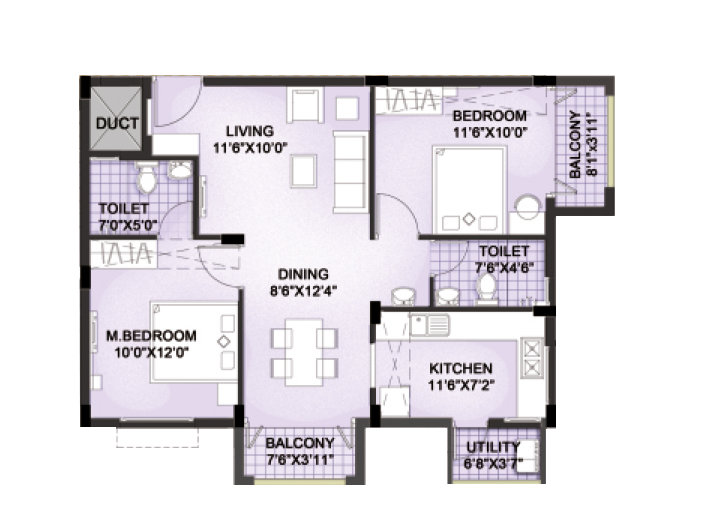 DUCT
LIVING
11'6"X10'0"
BEDROOM
11'6"X10'0"
BALCONY
8'1"x3'11"
TOILET
7'0"X5'0"
TOILET
7'6"X4'6"
DINING
8'6"X12'4"
M.BEDROOM
10'0"X12'0"
KITCHEN
11'6"X7'2"
BALCONY
7'6"X3'11"
UTILITY
6'8"X3'7"